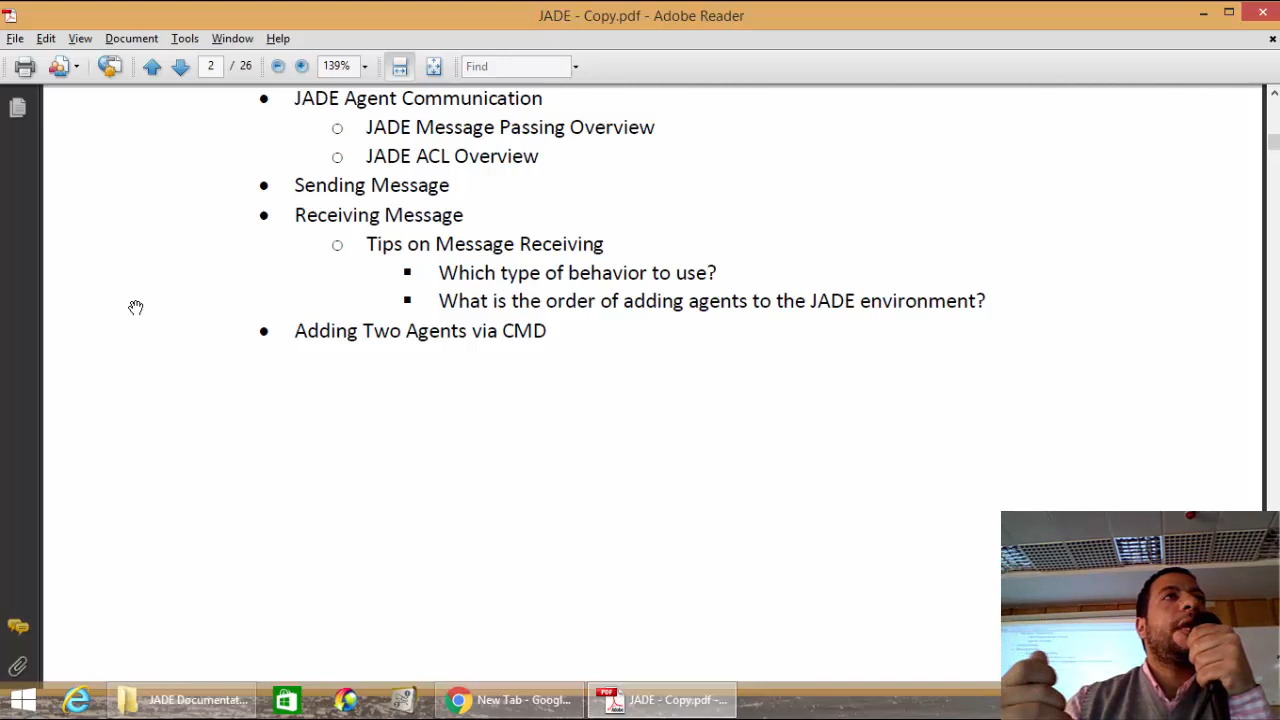 JADE - Copy.pdf - Adobe Reader
File Edit View Document Tools Window Help
2 / 26 139% Find
• JADE Agent Communication
○ JADE Message Passing Overview
○ JADE ACL Overview
• Sending Message
• Receiving Message
○ Tips on Message Receiving
▪ Which type of behavior to use?
▪ What is the order of adding agents to the JADE environment?
• Adding Two Agents via CMD
JADE Documentat... New Tab - Googl... JADE - Copy.pdf -...